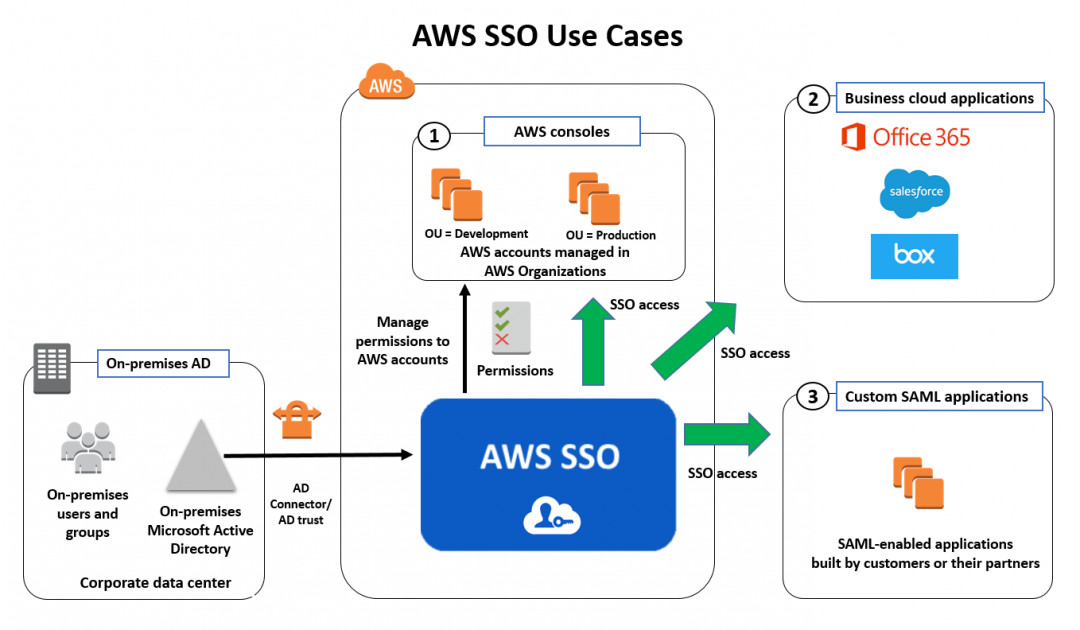 AWS SSO Use Cases
AWS
1
AWS consoles
OU = Development
OU = Production
AWS accounts managed in
AWS Organizations
2
Business cloud applications
Office 365
salesforce
box
Manage
permissions to
AWS accounts
Permissions
SSO access
SSO access
SSO access
On-premises AD
On-premises
users and
groups
On-premises
Microsoft Active
Directory
Corporate data center
AD
Connector/
AD trust
AWS SSO
3
Custom SAML applications
SAML-enabled applications
built by customers or their partners